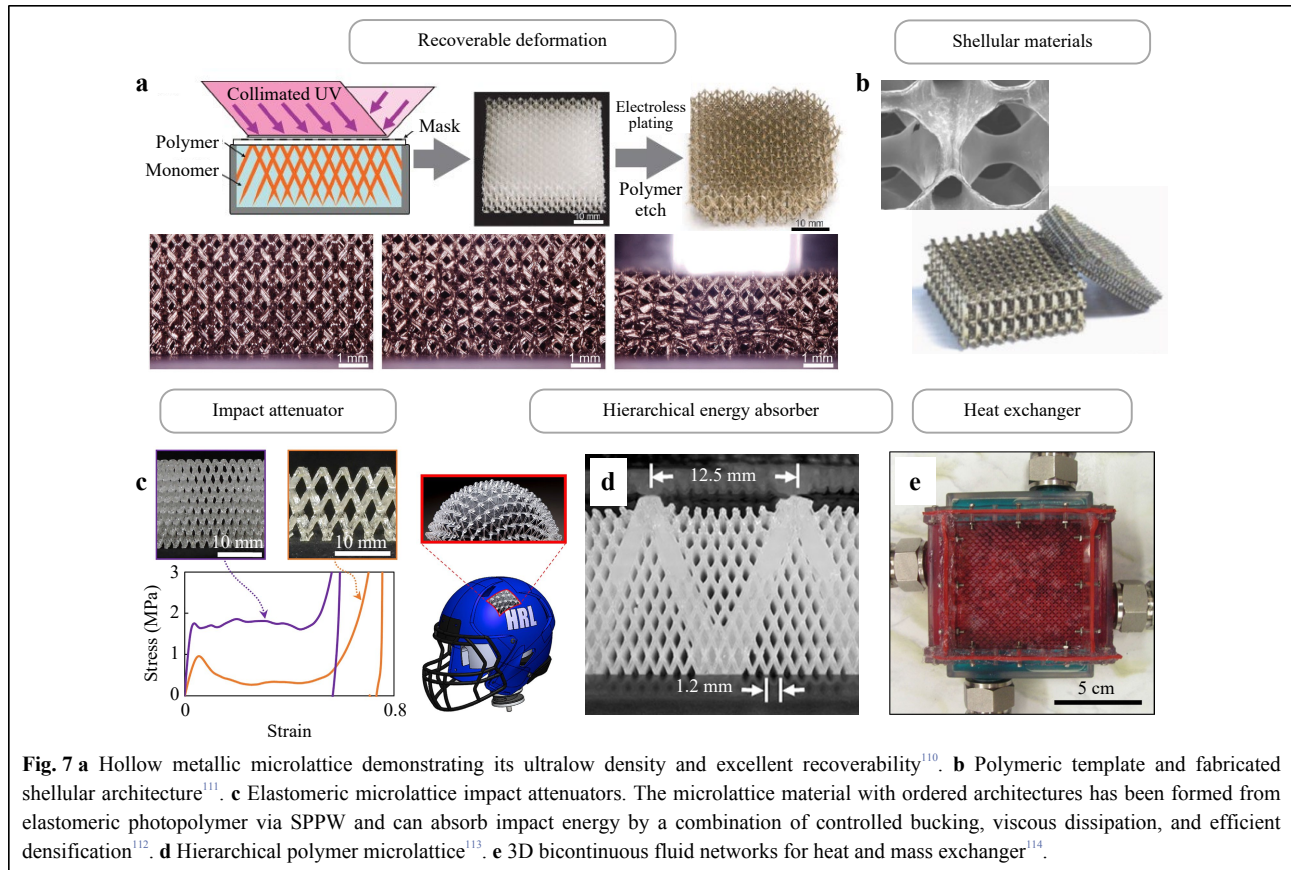 Recoverable deformation
Shellular materials
a
Collimated UV
Mask
Polymer
Monomer
10 mm
Electroless
plating
Polymer
etch
10 mm
b
1 mm
1 mm
1 mm
Impact attenuator
Hierarchical energy absorber
Heat exchanger
c
10 mm
10 mm
3
2
1
0
Stress (MPa)
0
0.8
Strain
HRL
d
12.5 mm
1.2 mm
e
5 cm
Fig. 7 a Hollow metallic microlattice demonstrating its ultralow density and excellent recoverability110. b Polymeric template and fabricated
shellular architecture111. c Elastomeric microlattice impact attenuators. The microlattice material with ordered architectures has been formed from
elastomeric photopolymer via SPPW and can absorb impact energy by a combination of controlled bucking, viscous dissipation, and efficient
densification112. d Hierarchical polymer microlattice113. e 3D bicontinuous fluid networks for heat and mass exchanger114.